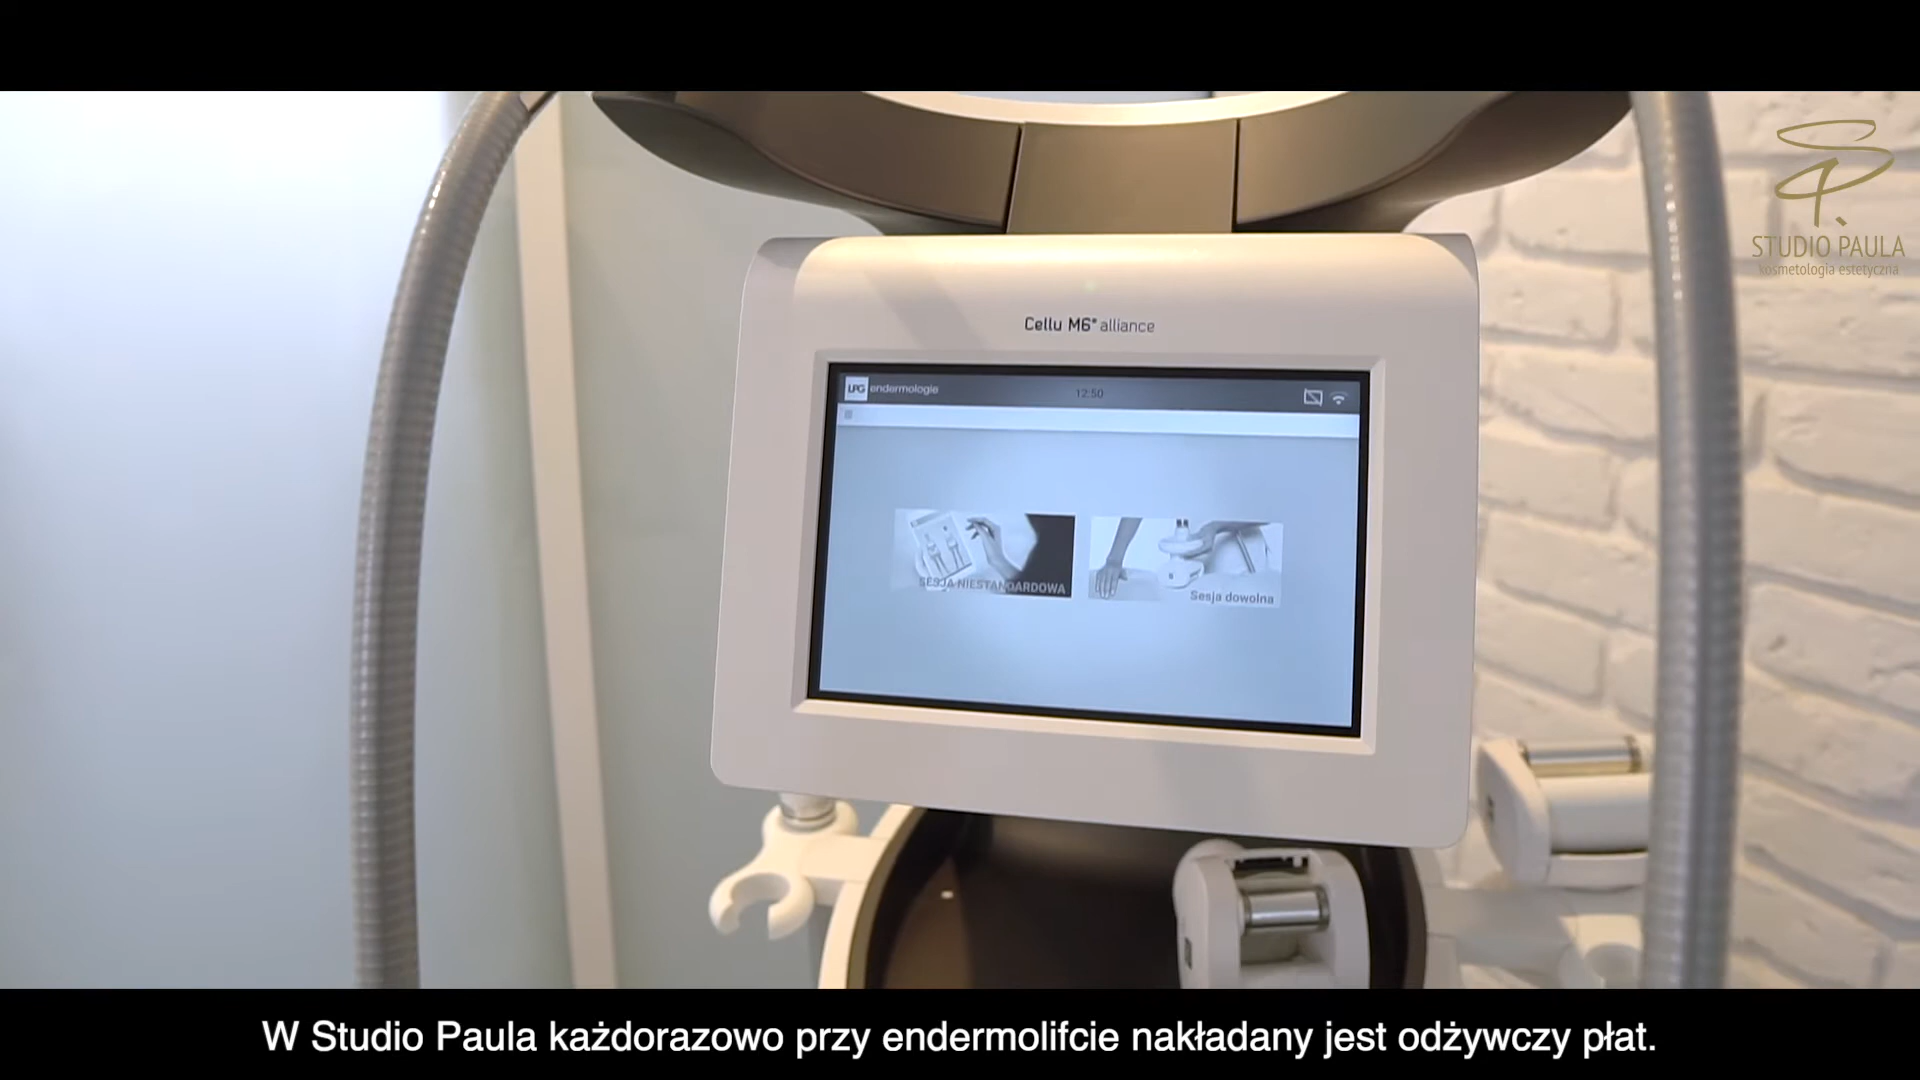 STUDIO PAULA
kosmetologia estetyczna
Cellu M6® alliance
LPG endermologie
12:50
SESJA NIESTANDARDOWA
Sesja dowolna
W Studio Paula każdorazowo przy endermolifcie nakładany jest odżywczy płat.